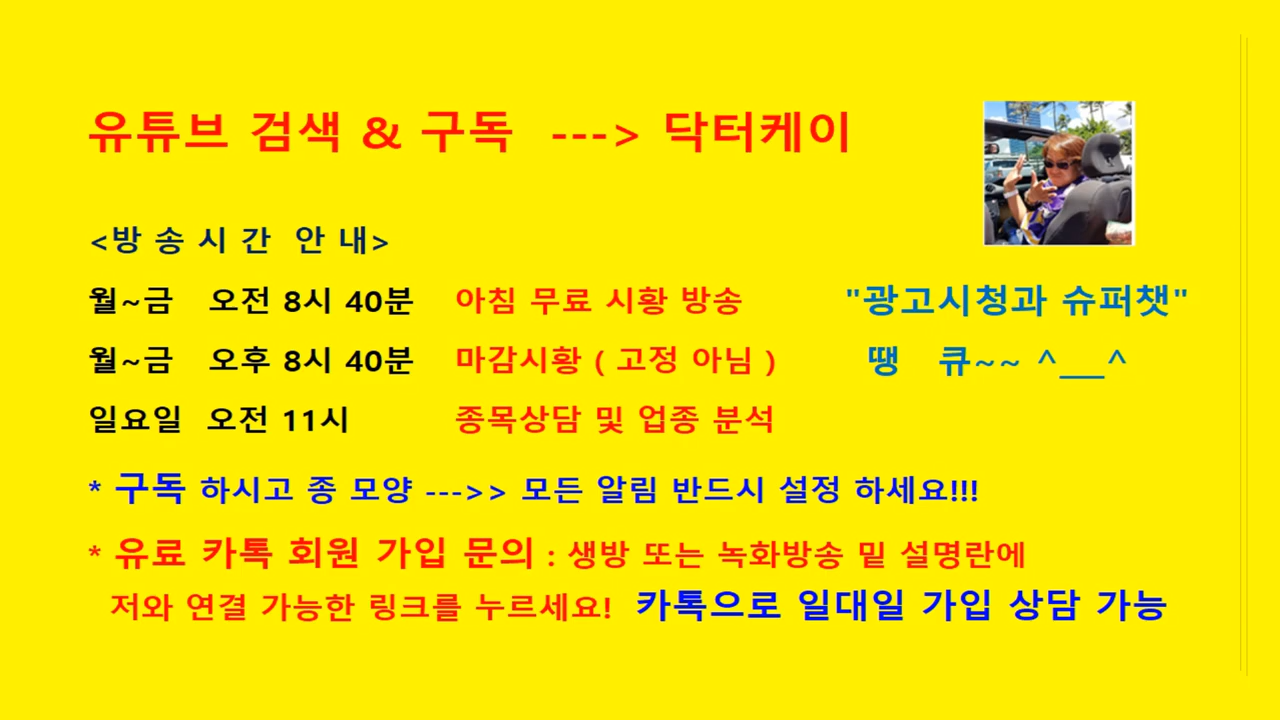 유튜브 검색 & 구독 ---> 닥터케이
<방 송 시 간 안 내>
월~금 오전 8시 40분 아침 무료 시황 방송 "광고시청과 슈퍼챗"
월~금 오후 8시 40분 마감시황 ( 고정 아님 ) 땡 큐~~ ^__^
일요일 오전 11시 종목상담 및 업종 분석
* 구독 하시고 종 모양 --->> 모든 알림 반드시 설정 하세요!!!
* 유료 카톡 회원 가입 문의 : 생방 또는 녹화방송 밑 설명란에
저와 연결 가능한 링크를 누르세요! 카톡으로 일대일 가입 상담 가능